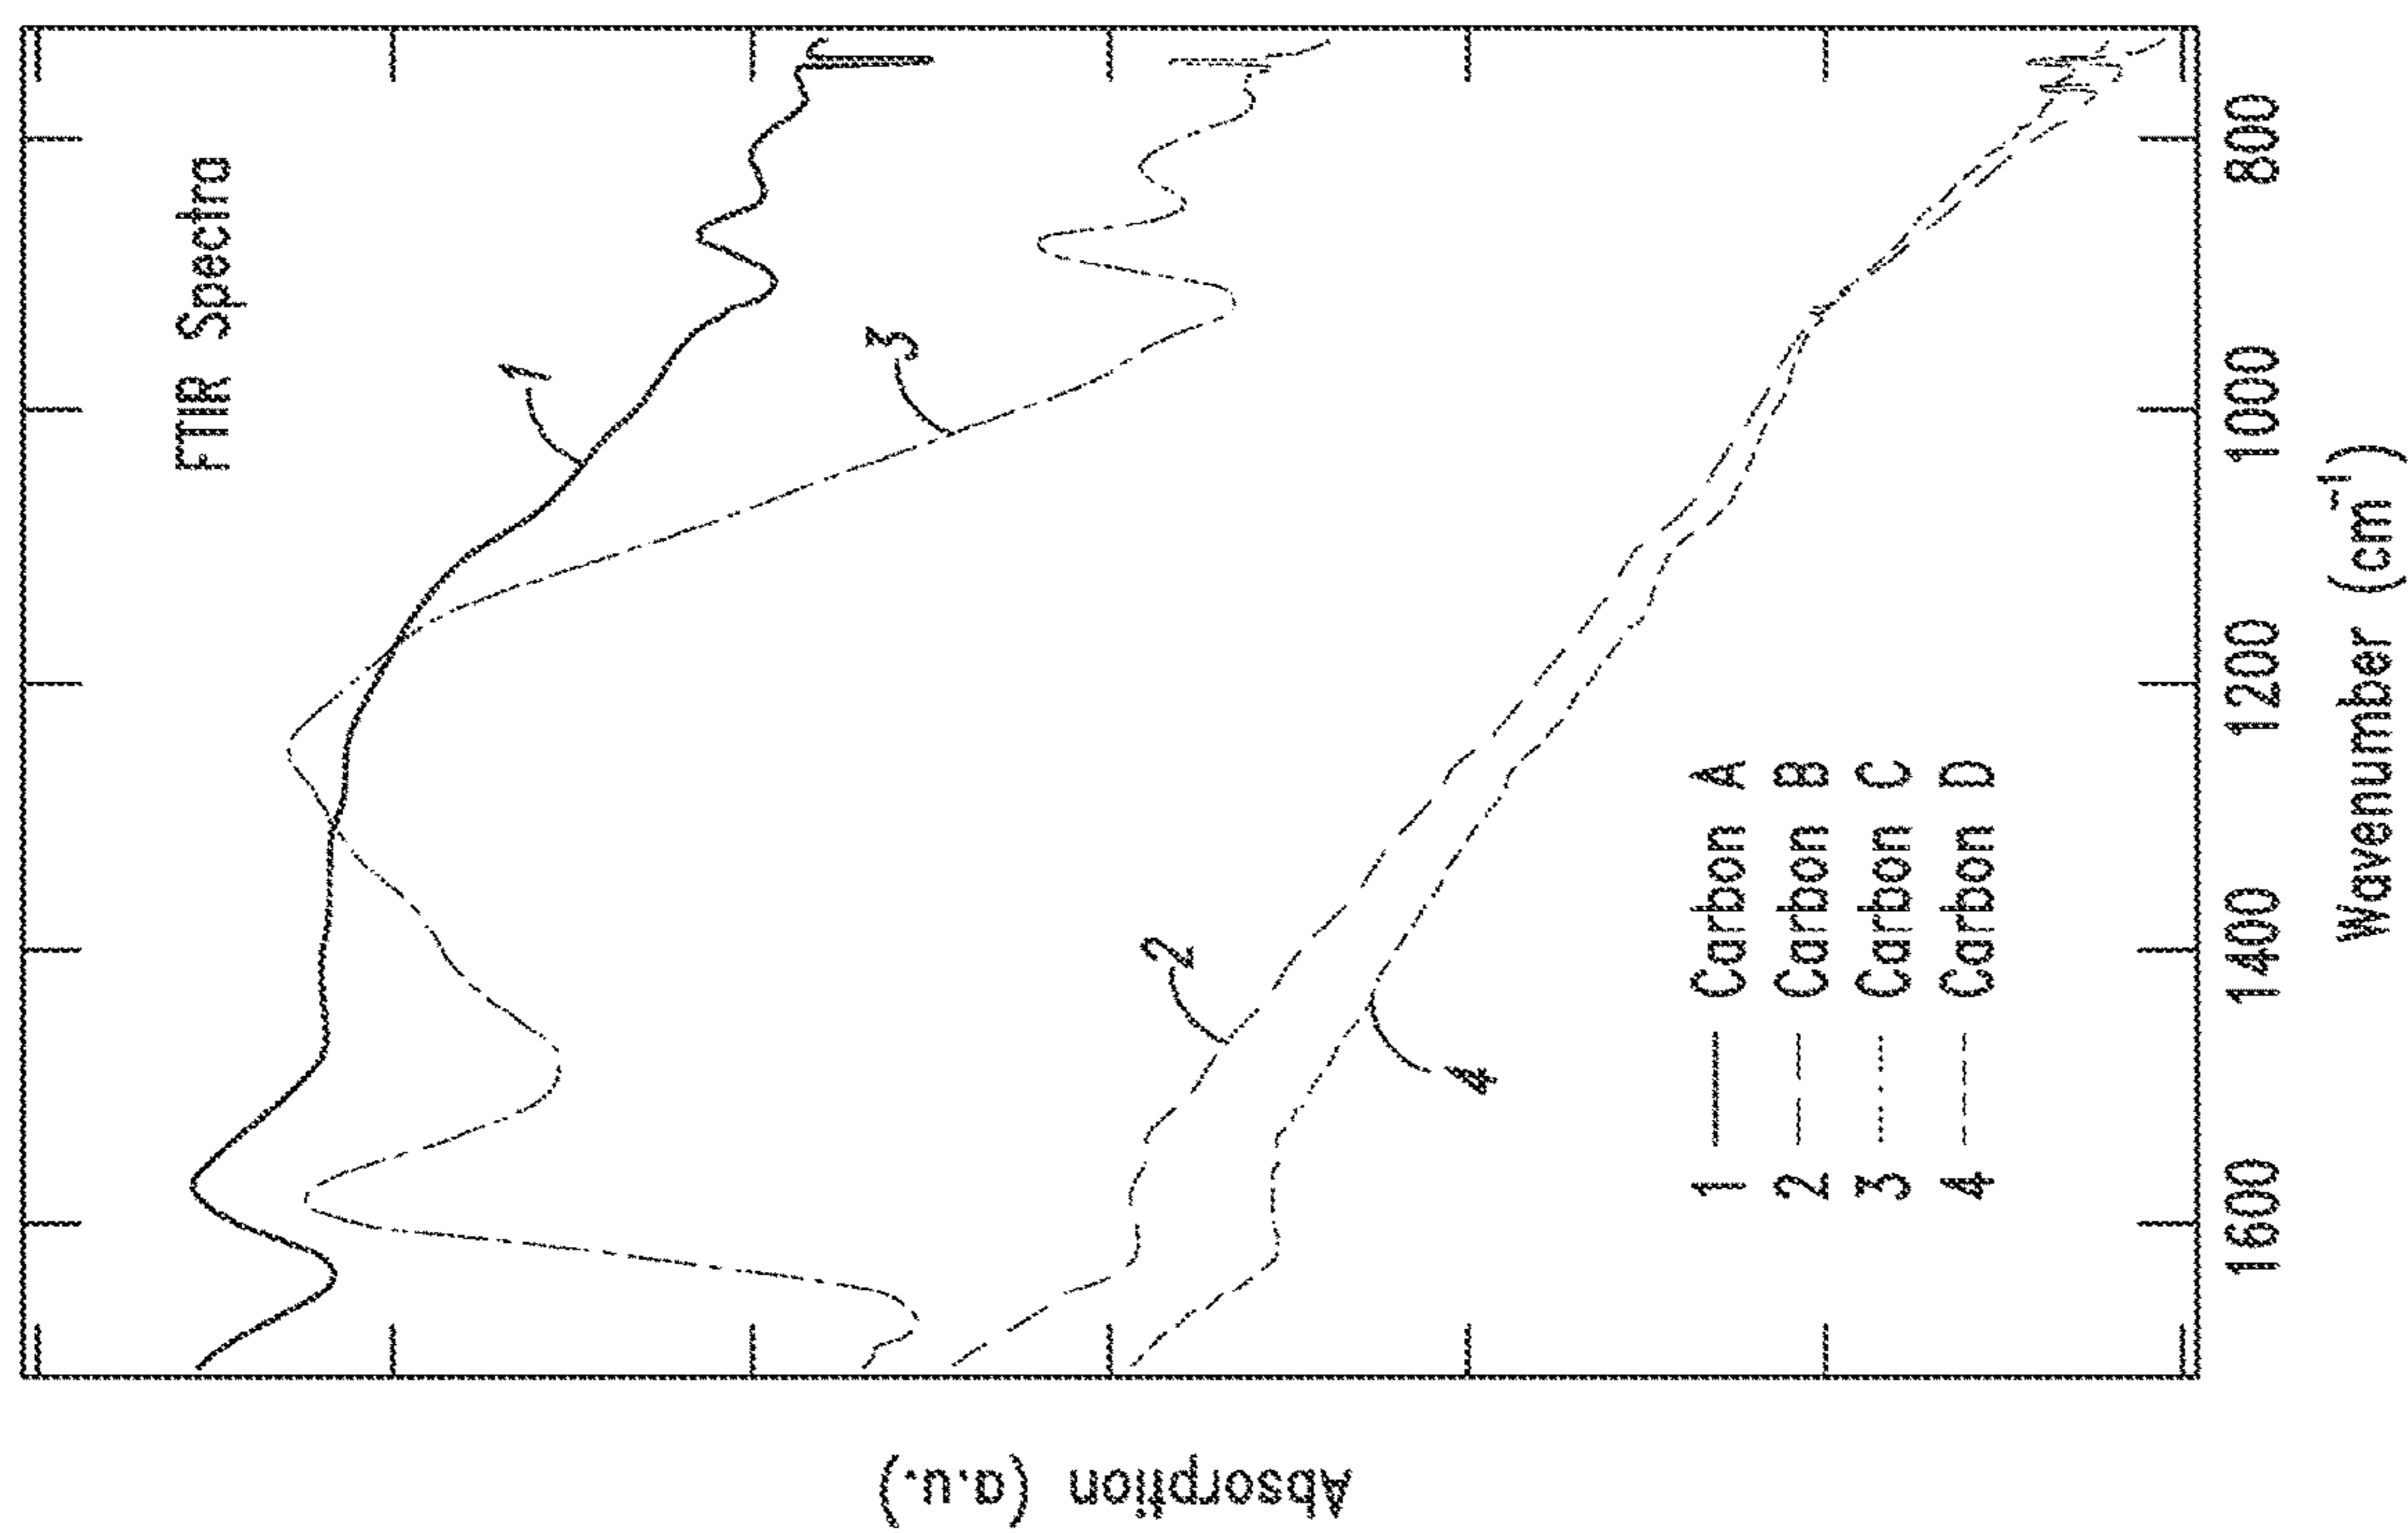 FTIR Spectra
1
3
2
4
1 Carbon A
2 Carbon B
3 Carbon C
4 Carbon D
Absorption (a.u.)
1600 1400 1200 1000 800
Wavenumber (cm⁻¹)